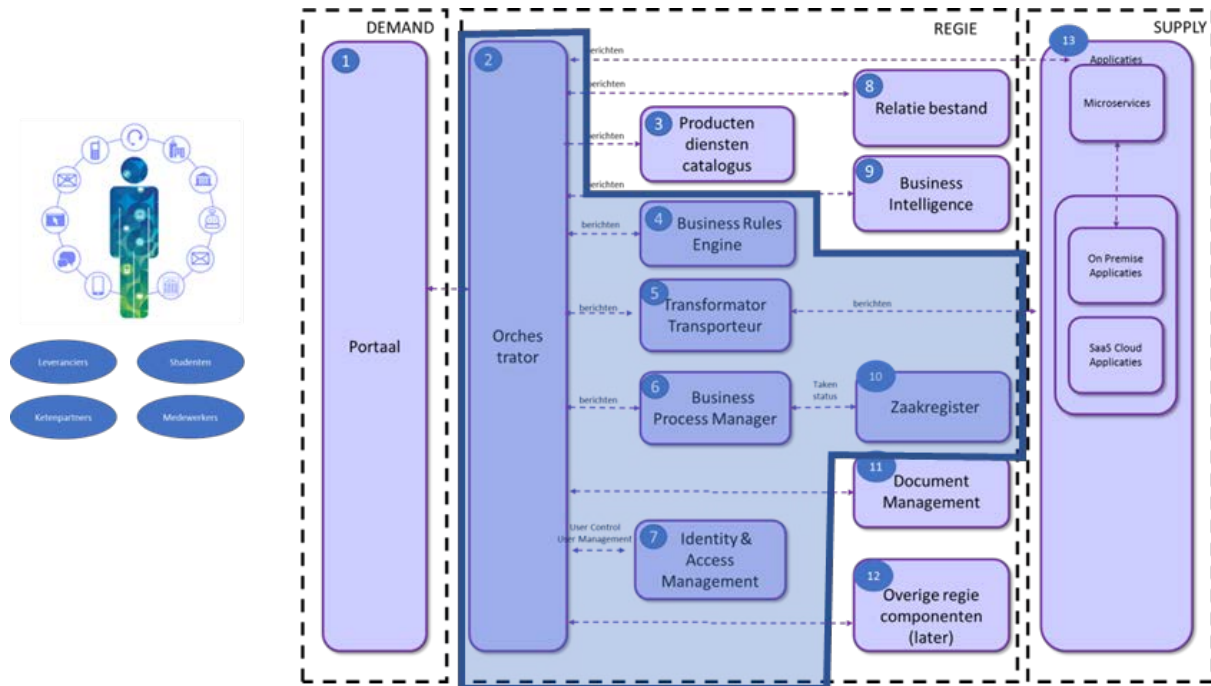 DEMAND
REGIE
SUPPLY
1
Portaal
Leveranciers
Studenten
Ketenpartners
Medewerkers
2
Orches
trator
berichten
berichten
berichten
berichten
berichten
berichten
berichten
User Control
User Management
3
Producten
diensten
catalogus
4
Business Rules
Engine
5
Transformator
Transporteur
berichten
6
Business
Process Manager
Taken
status
7
Identity &
Access
Management
8
Relatie bestand
9
Business
Intelligence
10
Zaakregister
11
Document
Management
12
Overige regie
componenten
(later)
13
Applicaties
Microservices
On Premise
Applicaties
SaaS Cloud
Applicaties